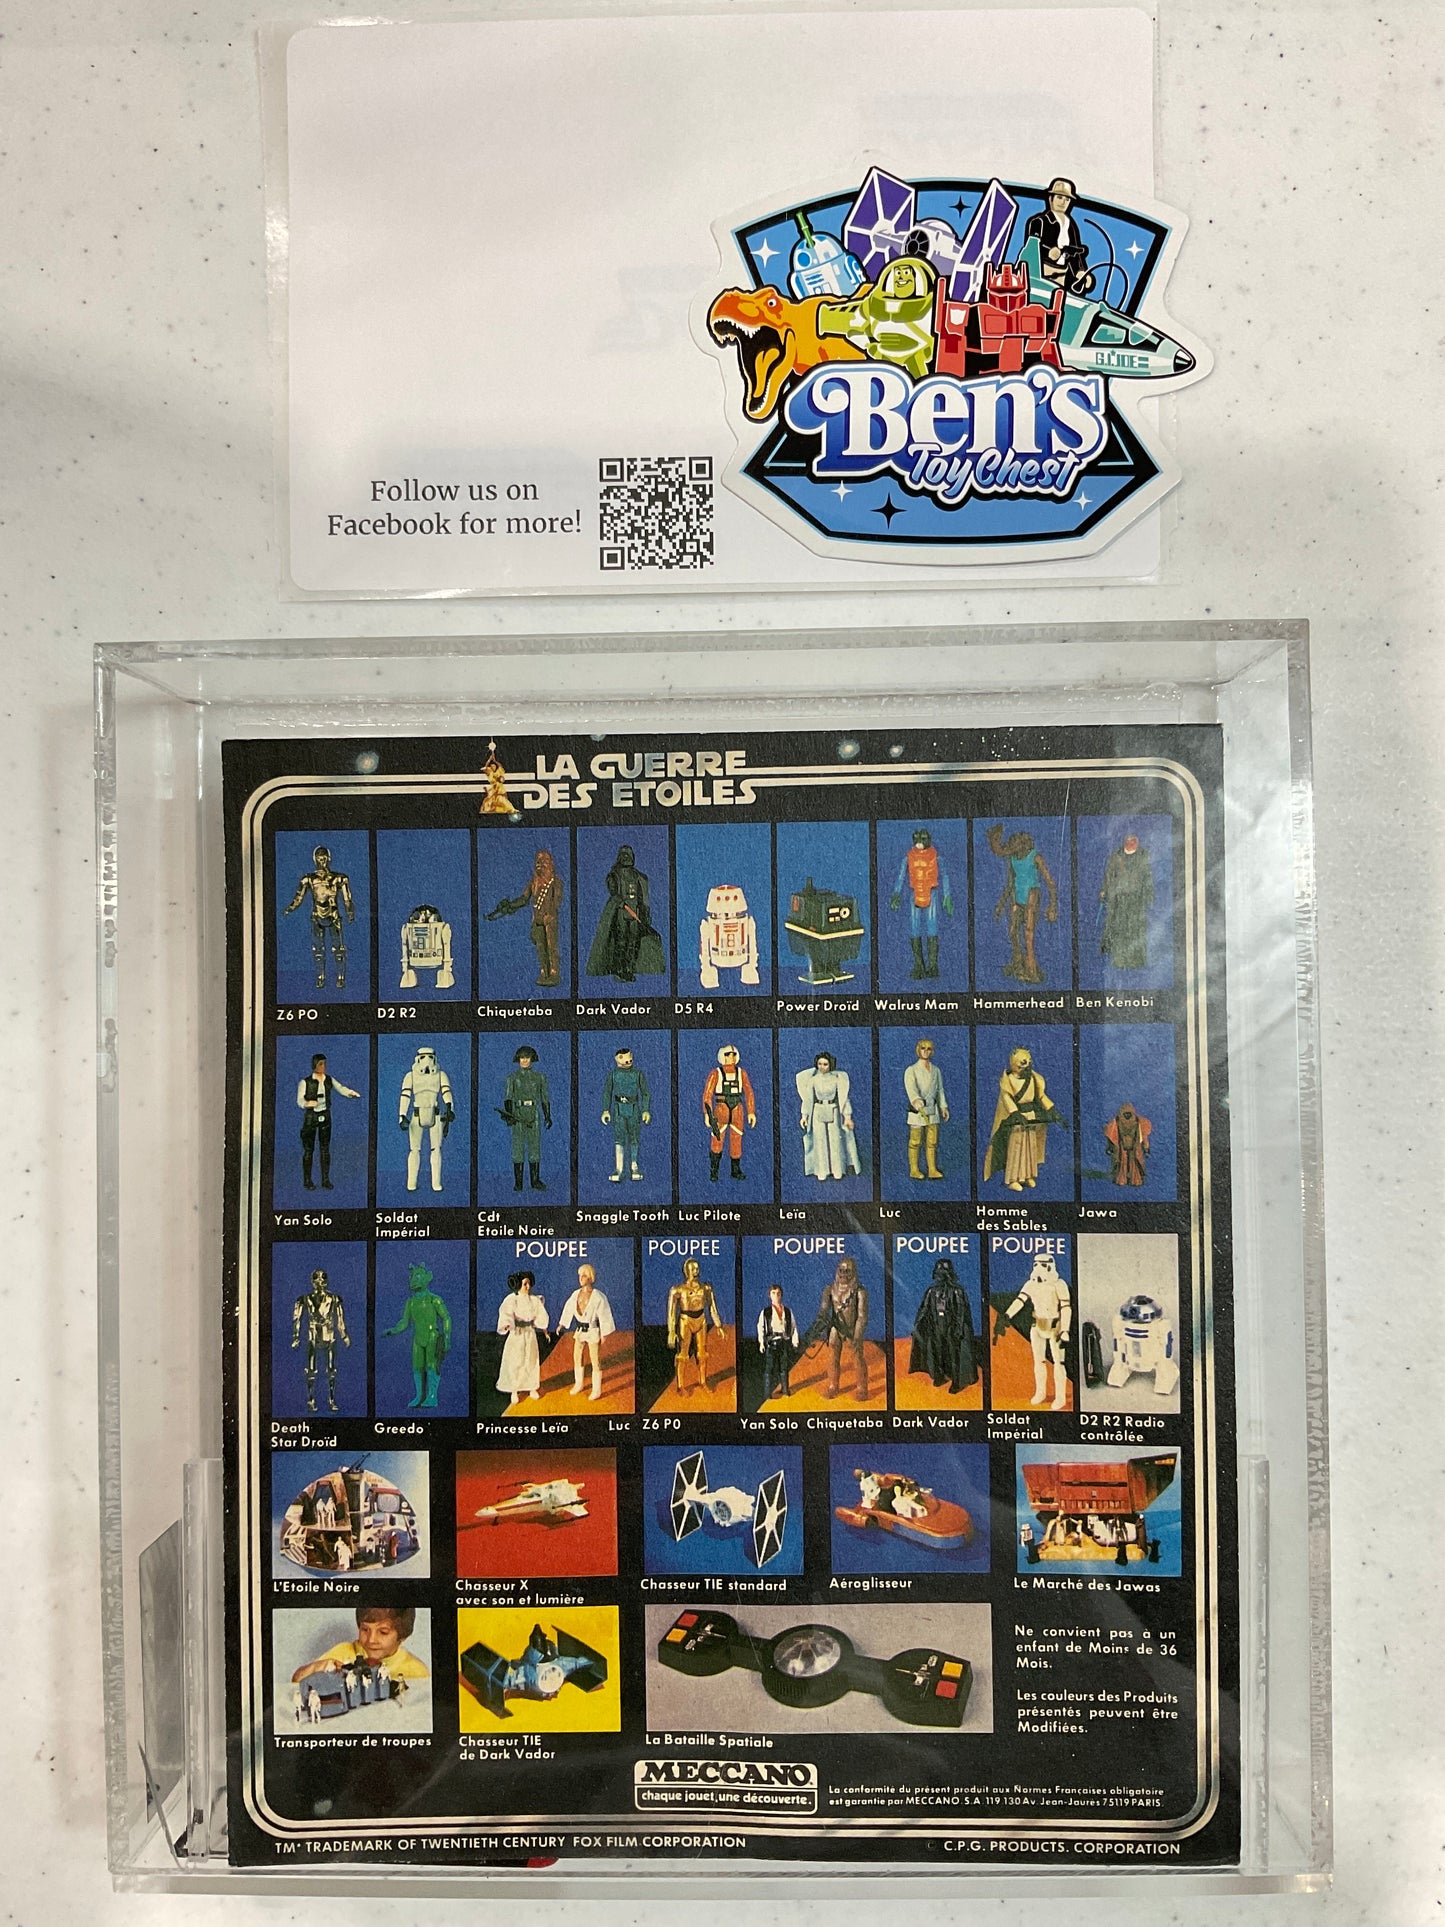 G.I.JOE
Ben's
Toy Chest
Follow us on
Facebook for more!
LA GUERRE
DES ETOILES
Z6 PO
D2 R2
Chiquetaba
Dark Vador
D5 R4
Power Droïd
Walrus Mam
Hammerhead
Ben Kenobi
Yan Solo
Soldat
Impérial
Cdt
Etoile Noire
Snaggle Tooth
Luc Pilote
Leïa
Luc
Homme
des Sables
Jawa
POUPEE
POUPEE
POUPEE
POUPEE
POUPEE
Death
Star Droïd
Greedo
Princesse Leïa
Luc
Z6 PO
Yan Solo
Chiquetaba
Dark Vador
Soldat
Impérial
D2 R2 Radio
contrôlée
L'Etoile Noire
Chasseur X
avec son et lumière
Chasseur TIE standard
Aéroglisseur
Le Marché des Jawas
Transporteur de troupes
Chasseur TIE
de Dark Vador
La Bataille Spatiale
Ne convient pas à un
enfant de Moins de 36
Mois.
Les couleurs des Produits
présentés peuvent être
Modifiées.
MECCANO
chaque jouet, une découverte.
La conformité du présent produit aux Normes Françaises obligatoire
est garantie par MECCANO S.A. 119.130 Av. Jean-Jaurès 75119 PARIS.
TM* TRADEMARK OF TWENTIETH CENTURY FOX FILM CORPORATION
© C.P.G. PRODUCTS. CORPORATION